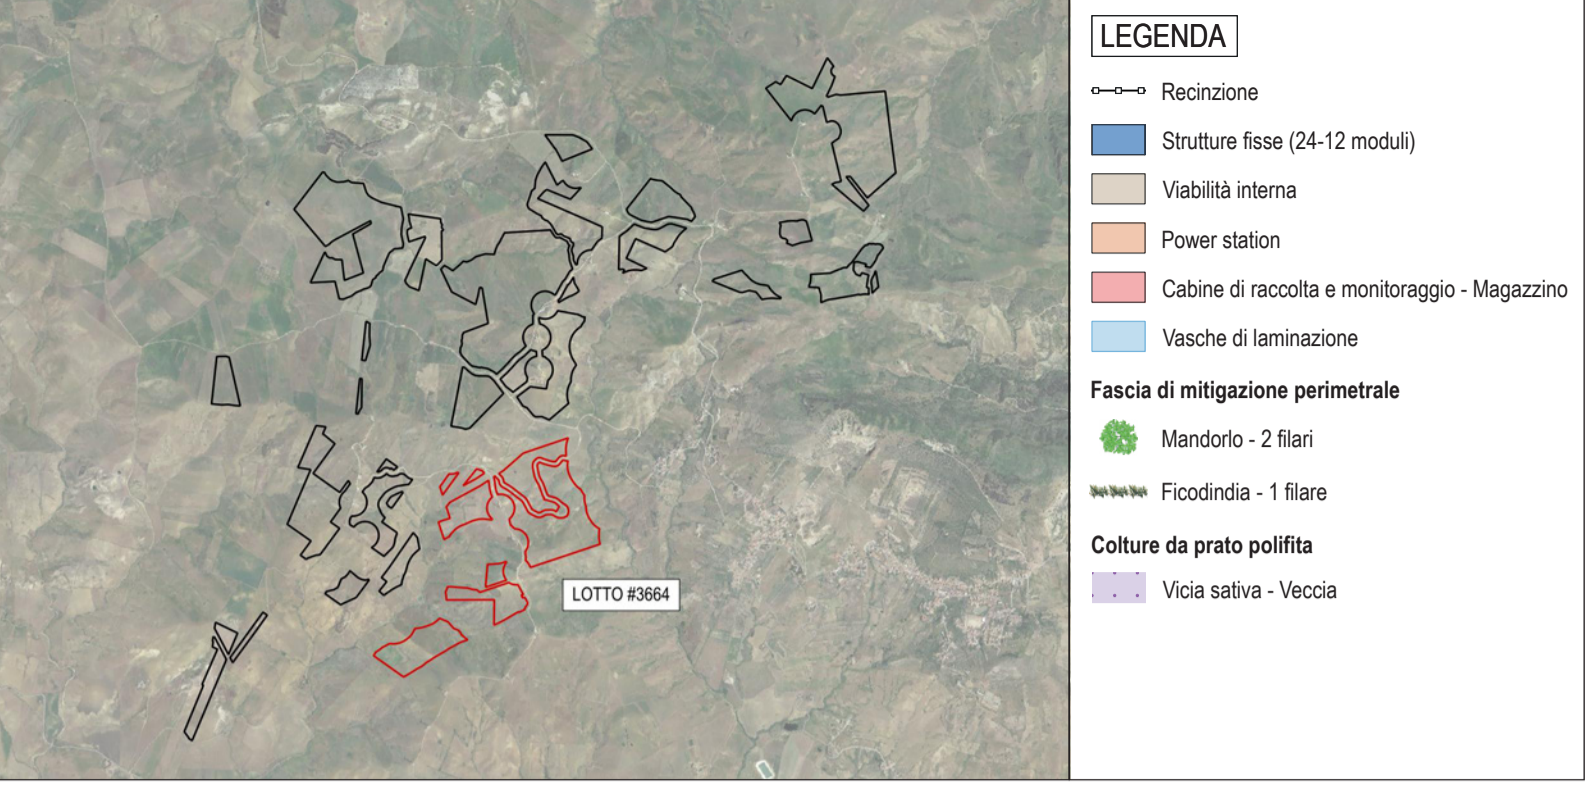 LOTTO #3664
LEGENDA
Recinzione
Strutture fisse (24-12 moduli)
Viabilità interna
Power station
Cabine di raccolta e monitoraggio - Magazzino
Vasche di laminazione
Fascia di mitigazione perimetrale
Mandorlo - 2 filari
Ficodindia - 1 filare
Colture da prato polifita
Vicia sativa - Veccia